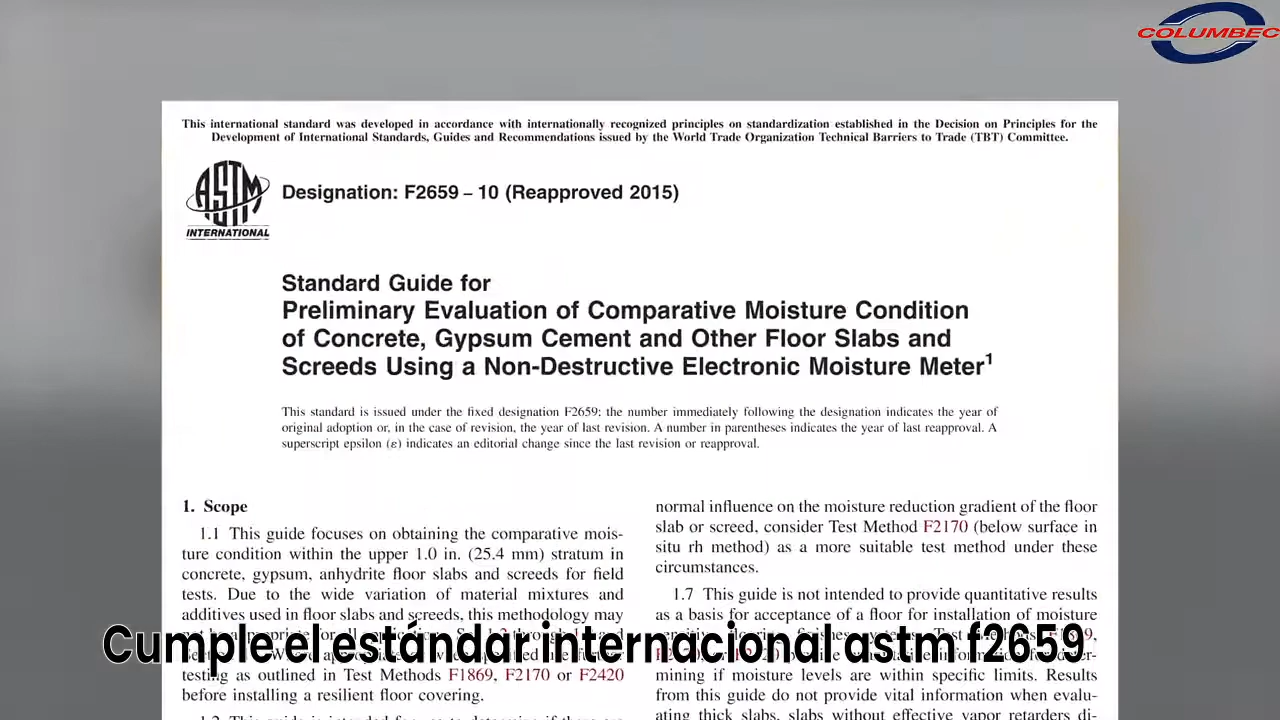 COLUMBEC
This international standard was developed in accordance with internationally recognized principles on standardization established in the Decision on Principles for the
Development of International Standards, Guides and Recommendations issued by the World Trade Organization Technical Barriers to Trade (TBT) Committee.
ASTM
INTERNATIONAL
Designation: F2659 – 10 (Reapproved 2015)
Standard Guide for
Preliminary Evaluation of Comparative Moisture Condition
of Concrete, Gypsum Cement and Other Floor Slabs and
Screeds Using a Non-Destructive Electronic Moisture Meter1
This standard is issued under the fixed designation F2659; the number immediately following the designation indicates the year of
original adoption or, in the case of revision, the year of last revision. A number in parentheses indicates the year of last reapproval. A
superscript epsilon (ε) indicates an editorial change since the last revision or reapproval.
1. Scope
1.1 This guide focuses on obtaining the comparative mois-
ture condition within the upper 1.0 in. (25.4 mm) stratum in
concrete, gypsum, anhydrite floor slabs and screeds for field
tests. Due to the wide variation of material mixtures and
additives used in floor slabs and screeds, this methodology may
testing as outlined in Test Methods F1869, F2170 or F2420
before installing a resilient floor covering.
normal influence on the moisture reduction gradient of the floor
slab or screed, consider Test Method F2170 (below surface in
situ rh method) as a more suitable test method under these
circumstances.
1.7 This guide is not intended to provide quantitative results
as a basis for acceptance of a floor for installation of moisture
mining if moisture levels are within specific limits. Results
from this guide do not provide vital information when evalu-
ating thick slabs, slabs without effective vapor retarders di-
Cumple el estándar internacional astm f2659